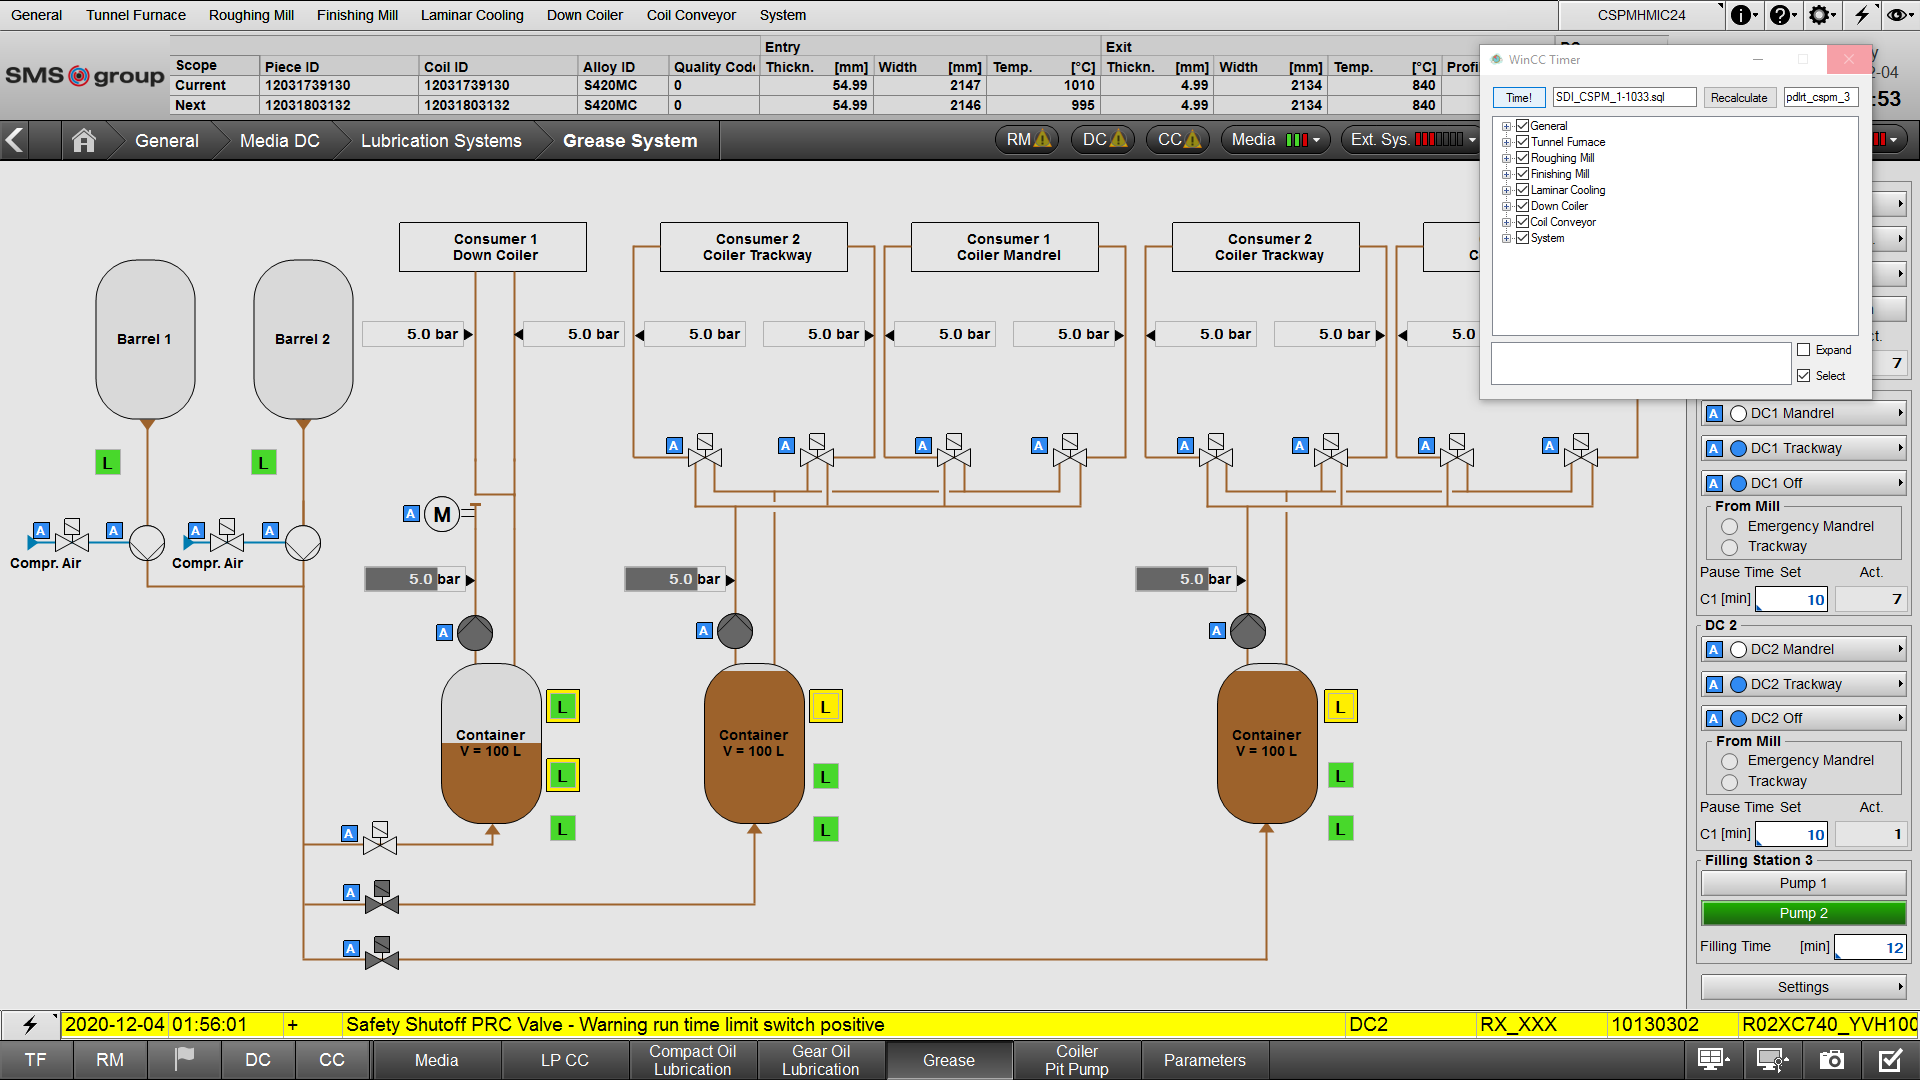 General Tunnel Furnace Roughing Mill Finishing Mill Laminar Cooling Down Coiler Coil Conveyor System CSPMHMIC24
SMS group
Entry Exit
Scope Piece ID Coil ID Alloy ID Quality Code Thickn. [mm] Width [mm] Temp. [°C] Thickn. [mm] Width [mm] Temp. [°C]
Current 12031739130 12031739130 S420MC 0 54.99 2147 1010 4.99 2134 840
Next 12031803132 12031803132 S420MC 0 54.99 2146 995 4.99 2134 840
General Media DC Lubrication Systems Grease System RM DC CC Media Ext. Sys.
WinCC Timer
Time! SDI_CSPM_1-1033.sql Recalculate pdlrt_cspm_3
General
Tunnel Furnace
Roughing Mill
Finishing Mill
Laminar Cooling
Down Coiler
Coil Conveyor
System
Expand
Select
-04
:53
Consumer 1
Down Coiler
Consumer 2
Coiler Trackway
Consumer 1
Coiler Mandrel
Consumer 2
Coiler Trackway
C
Barrel 1
Barrel 2
5.0 bar 5.0 bar 5.0 bar 5.0 bar 5.0 bar 5.0 bar 5.0 bar 5.0 bar 5.0
7
L L
A A A A A A A A
A M
A A A A
Compr. Air Compr. Air
5.0 bar 5.0 bar 5.0 bar
A A A
Container
V = 100 L
Container
V = 100 L
Container
V = 100 L
L L L
L L L
L L L
A
A
A
A DC1 Mandrel
A DC1 Trackway
A DC1 Off
From Mill
Emergency Mandrel
Trackway
Pause Time Set Act.
C1 [min] 10 7
DC 2
A DC2 Mandrel
A DC2 Trackway
A DC2 Off
From Mill
Emergency Mandrel
Trackway
Pause Time Set Act.
C1 [min] 10 1
Filling Station 3
Pump 1
Pump 2
Filling Time [min] 12
Settings
2020-12-04 01:56:01 + Safety Shutoff PRC Valve - Warning run time limit switch positive DC2 RX_XXX 10130302 R02XC740_YVH100
TF RM DC CC Media LP CC Compact Oil Lubrication Gear Oil Lubrication Grease Coiler Pit Pump Parameters